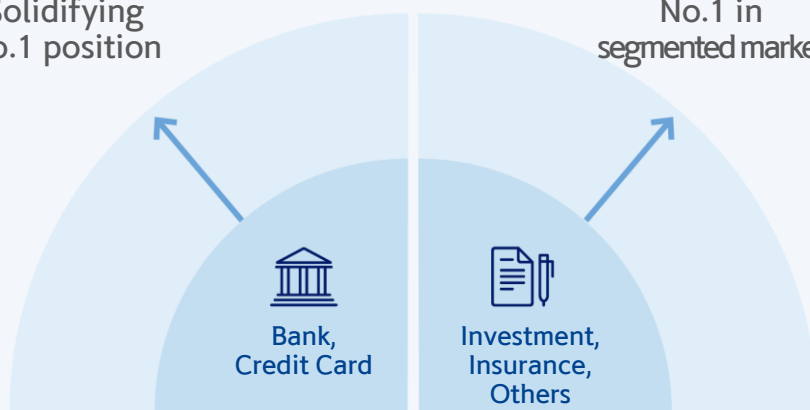 olidifying
o.1 position
No.1 in
segmented marke
Bank,
Credit Card
Investment,
Insurance,
Others